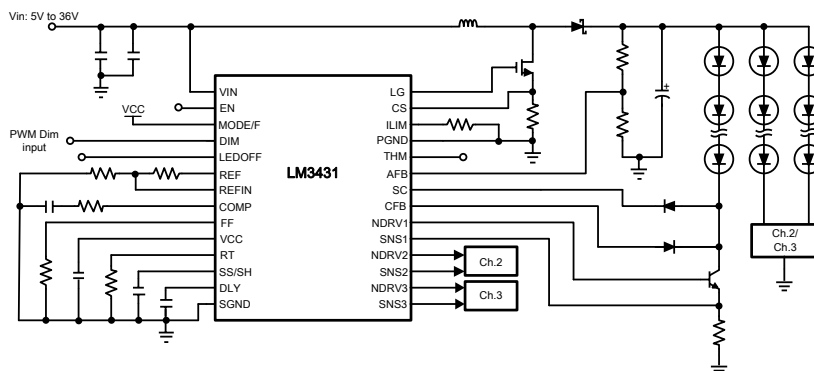 Vin: 5V to 36V
VCC
PWM Dim
input
LM3431
VIN
EN
MODE/F
DIM
LEDOFF
REF
REFIN
COMP
FF
VCC
RT
SS/SH
DLY
SGND
LG
CS
ILIM
PGND
THM
AFB
SC
CFB
NDRV1
SNS1
NDRV2
SNS2
NDRV3
SNS3
Ch.2
Ch.3
+
Ch.2/
Ch.3